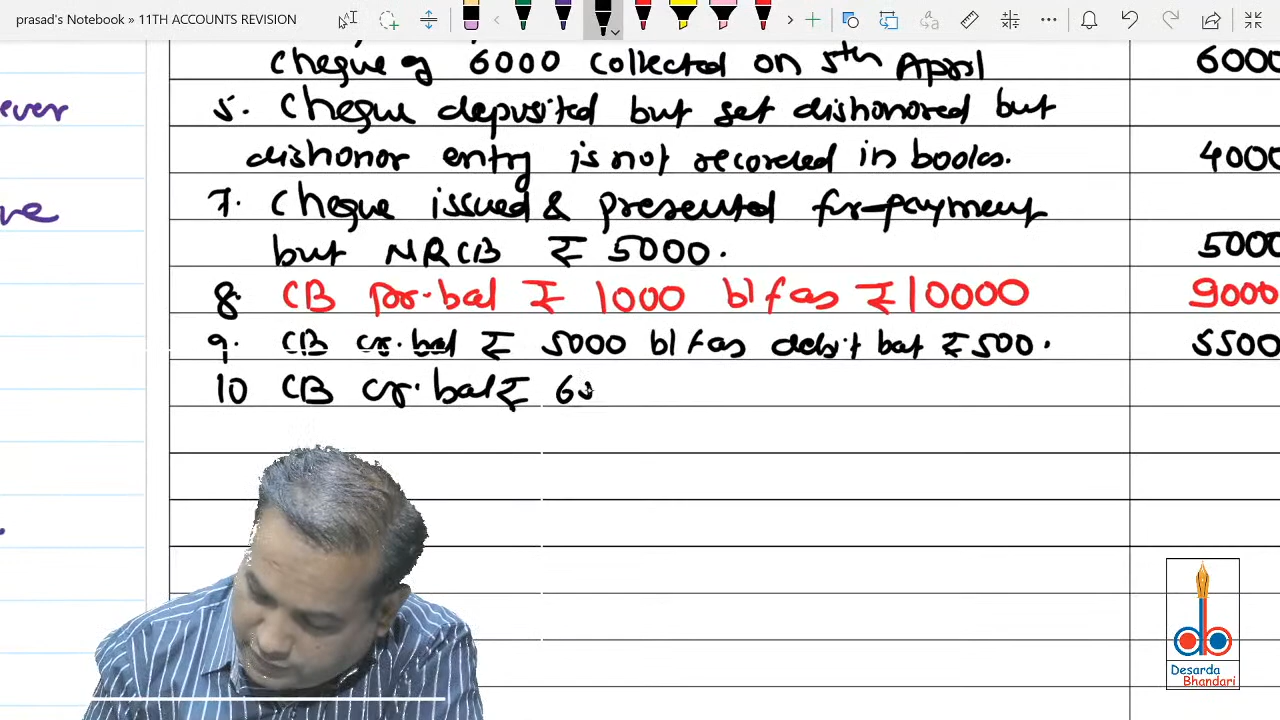 prasad's Notebook » 11TH ACCOUNTS REVISION
cheque of 6000 collected on 5th April 6000
ever
5. Cheque deposited but get dishonored but
dishonor entry is not recorded in books. 4000
ve
7. Cheque issued & presented for payment
but NRCB ₹ 5000. 5000
8. CB Dr. bal ₹ 1000 b/f as ₹ 10000 9000
9. CB cr. bal ₹ 5000 b/f as debit bal ₹ 500. 5500
10 CB cr. bal ₹ 60
Desarda
Bhandari